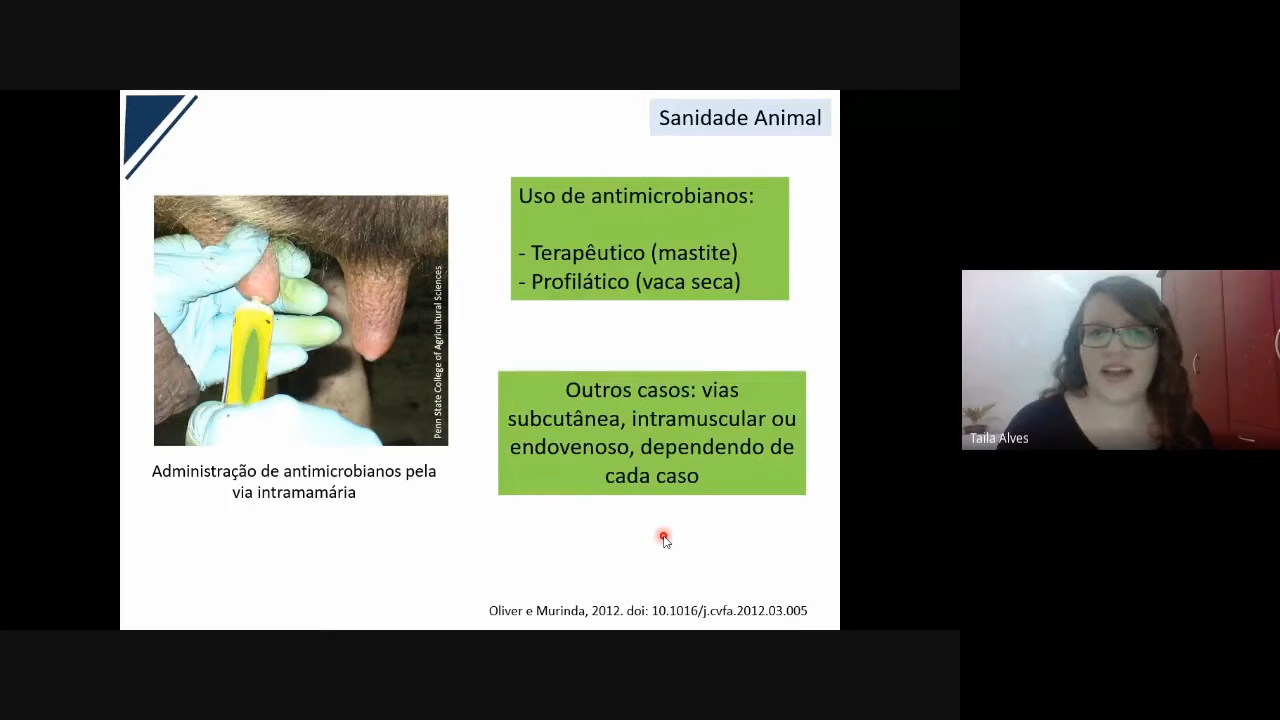 Sanidade Animal
Uso de antimicrobianos:
- Terapêutico (mastite)
- Profilático (vaca seca)
Penn State College of Agricultural Sciences
Outros casos: vias
subcutânea, intramuscular ou
endovenoso, dependendo de
cada caso
Administração de antimicrobianos pela
via intramamária
Oliver e Murinda, 2012. doi: 10.1016/j.cvfa.2012.03.005
Taila Alves